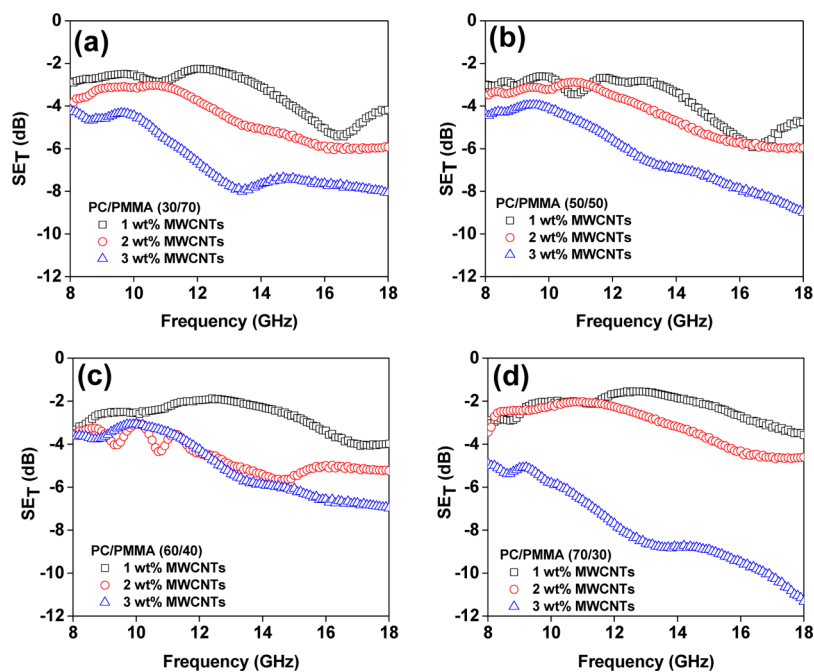 (a)
0
-2
-4
-6
-8
-10
-12
SET (dB)
PC/PMMA (30/70)
1 wt% MWCNTs
2 wt% MWCNTs
3 wt% MWCNTs
8 10 12 14 16 18
Frequency (GHz)
(b)
0
-2
-4
-6
-8
-10
-12
SET (dB)
PC/PMMA (50/50)
1 wt% MWCNTs
2 wt% MWCNTs
3 wt% MWCNTs
8 10 12 14 16 18
Frequency (GHz)
(c)
0
-2
-4
-6
-8
-10
-12
SET (dB)
PC/PMMA (60/40)
1 wt% MWCNTs
2 wt% MWCNTs
3 wt% MWCNTs
8 10 12 14 16 18
Frequency (GHz)
(d)
0
-2
-4
-6
-8
-10
-12
SET (dB)
PC/PMMA (70/30)
1 wt% MWCNTs
2 wt% MWCNTs
3 wt% MWCNTs
8 10 12 14 16 18
Frequency (GHz)